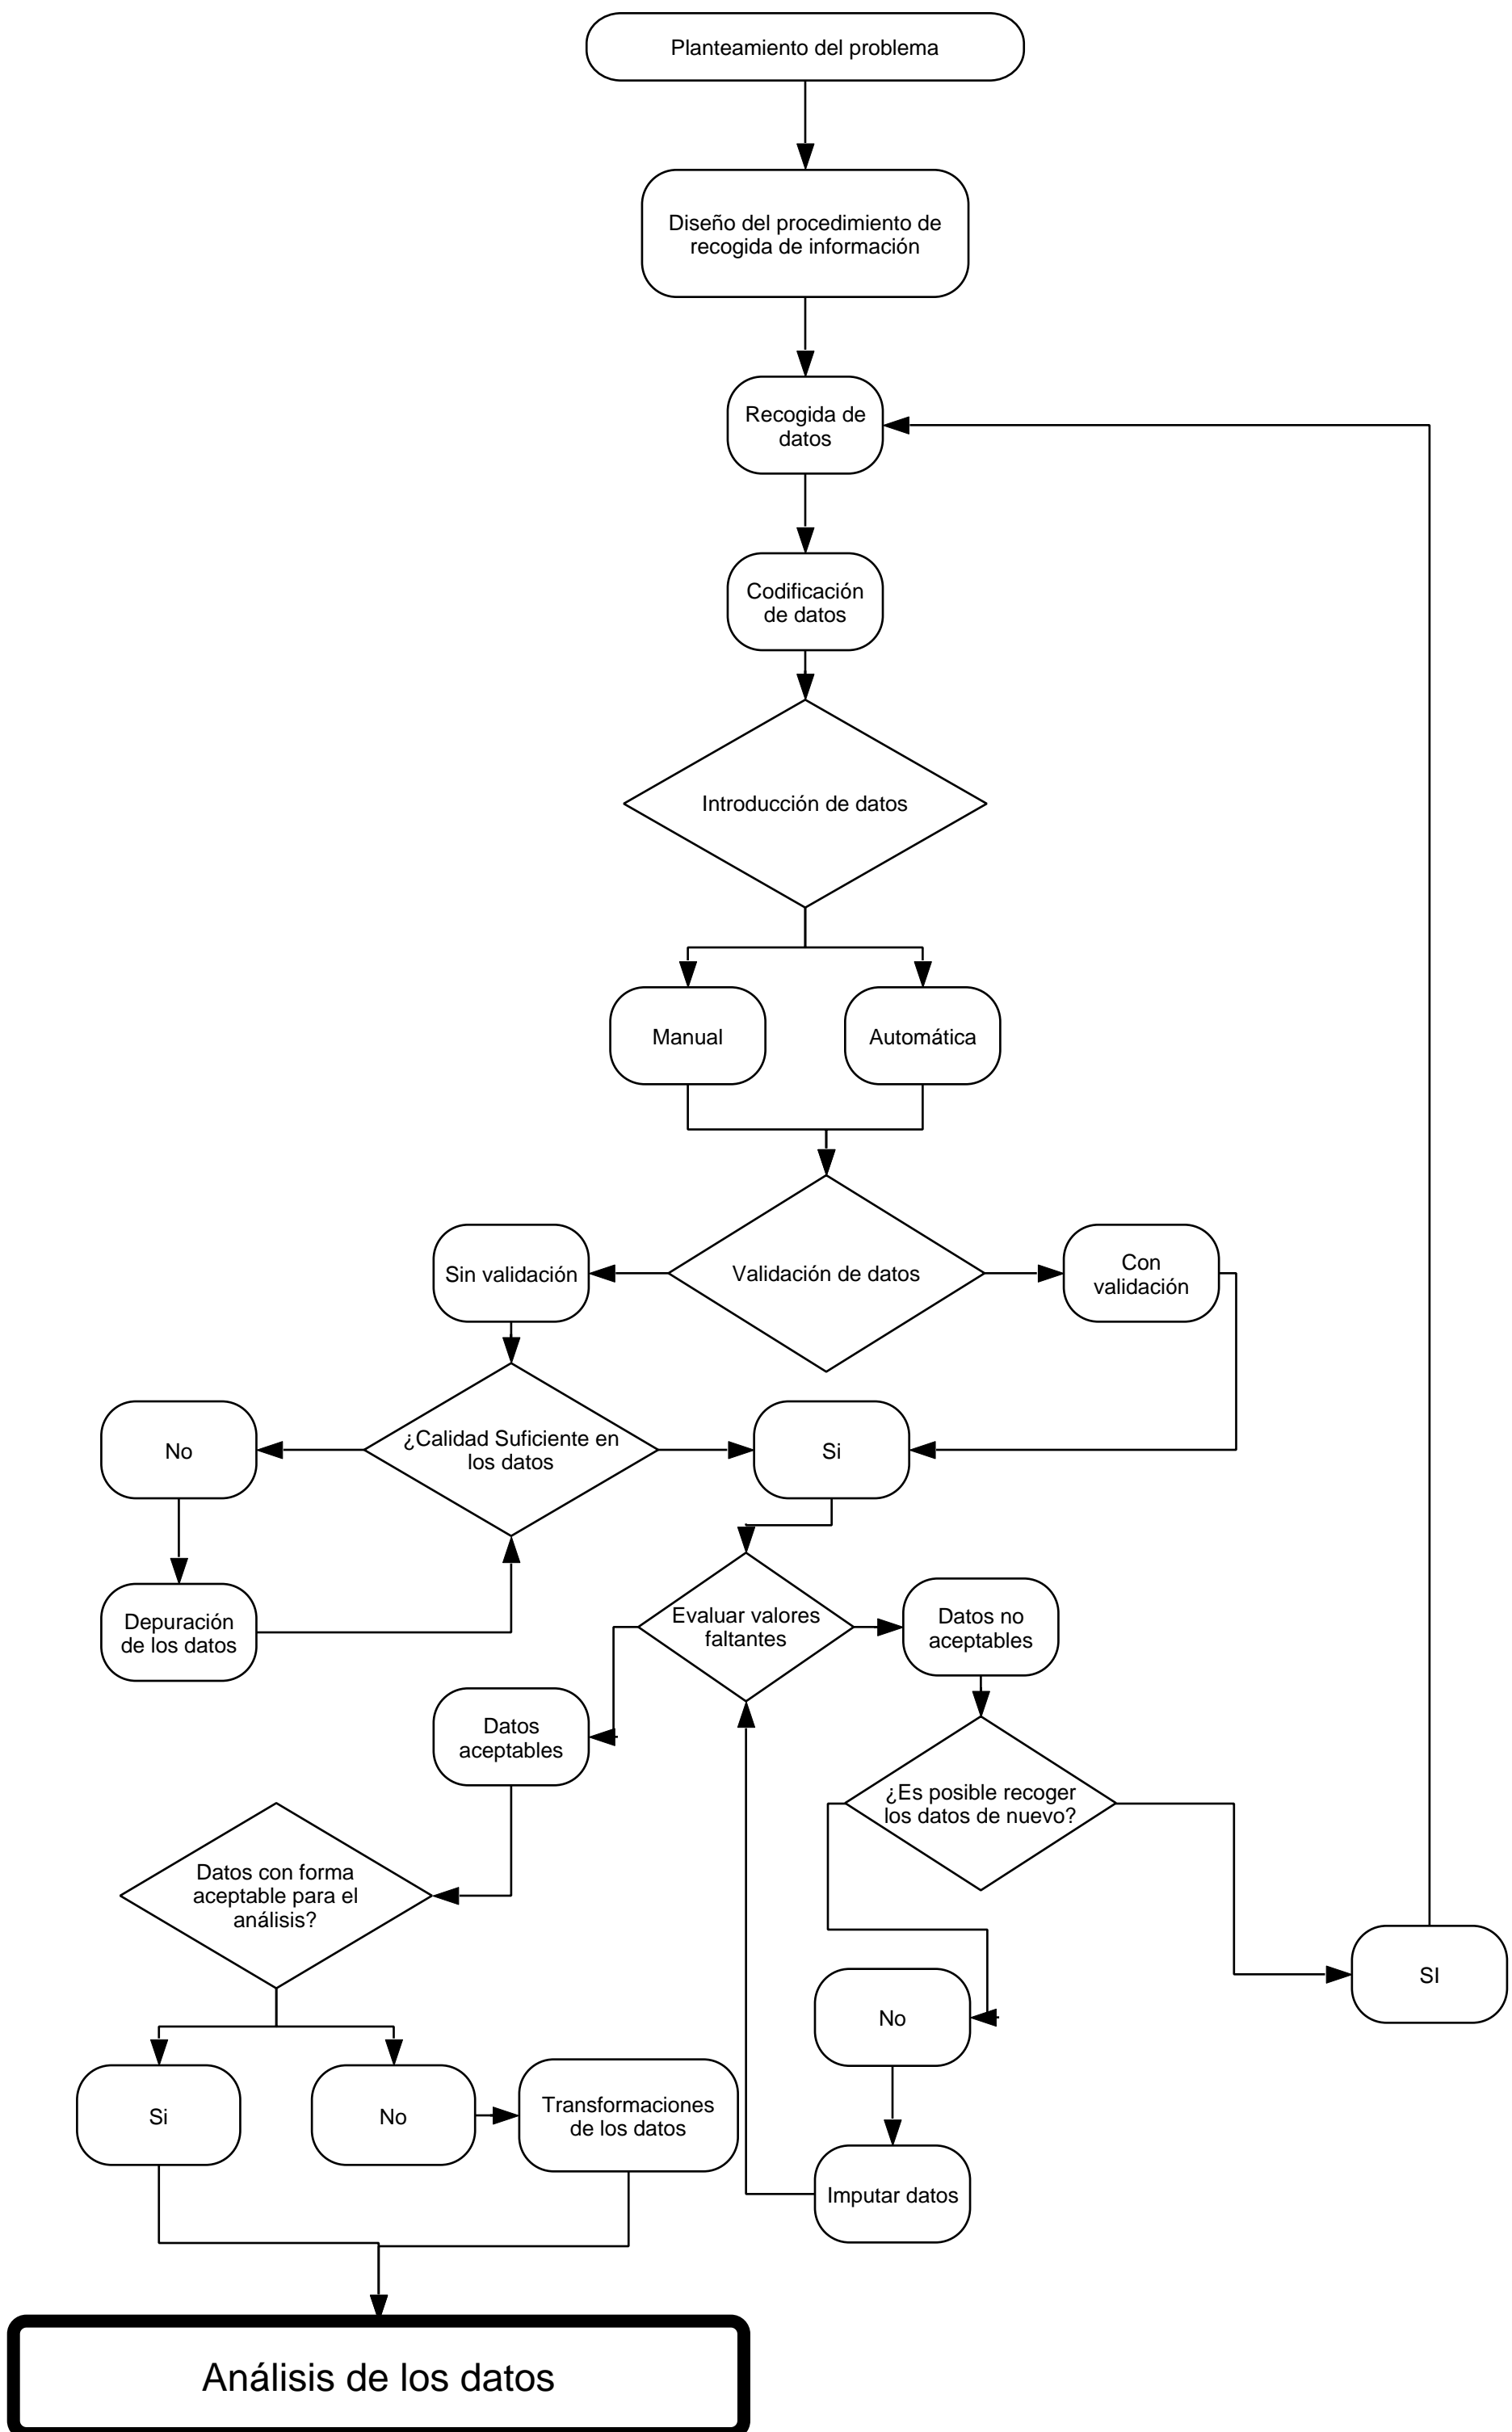 Planteamiento del problema
Diseño del procedimiento de
recogida de información
Recogida de
datos
Codificación
de datos
Introducción de datos
Manual
Automática
Validación de datos
Sin validación
Con
validación
¿Calidad Suficiente en
los datos
No
Si
Depuración
de los datos
Evaluar valores
faltantes
Datos no
aceptables
Datos
aceptables
¿Es posible recoger
los datos de nuevo?
Datos con forma
aceptable para el
análisis?
SI
No
Si
No
Transformaciones
de los datos
Imputar datos
Análisis de los datos